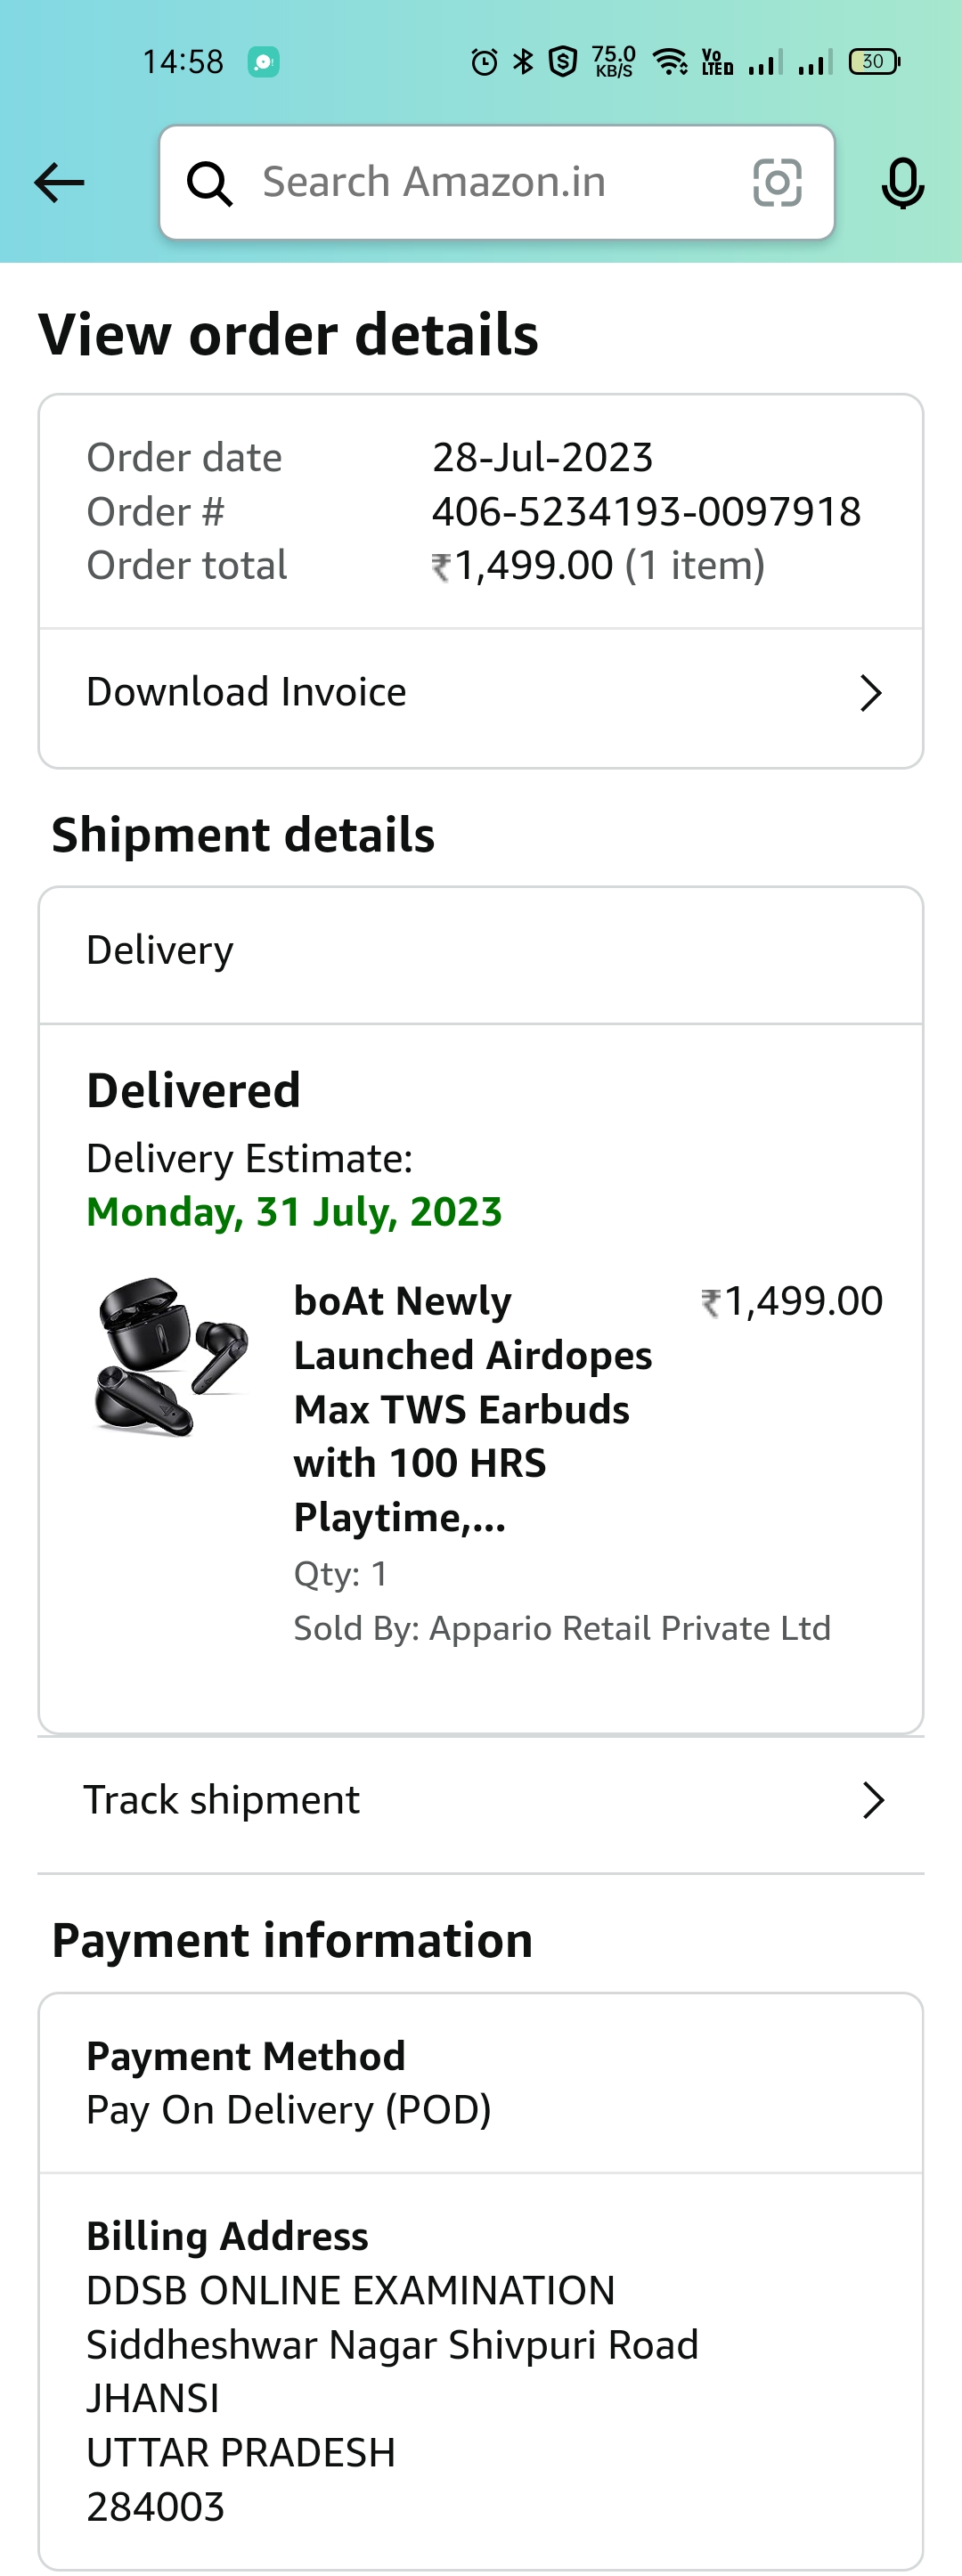 14:58
75.0
KB/S
Vo
LTED
30
Search Amazon.in
View order details
Order date 28-Jul-2023
Order # 406-5234193-0097918
Order total ₹1,499.00 (1 item)
Download Invoice
Shipment details
Delivery
Delivered
Delivery Estimate:
Monday, 31 July, 2023
boAt Newly ₹1,499.00
Launched Airdopes
Max TWS Earbuds
with 100 HRS
Playtime,...
Qty: 1
Sold By: Appario Retail Private Ltd
Track shipment
Payment information
Payment Method
Pay On Delivery (POD)
Billing Address
DDSB ONLINE EXAMINATION
Siddheshwar Nagar Shivpuri Road
JHANSI
UTTAR PRADESH
284003